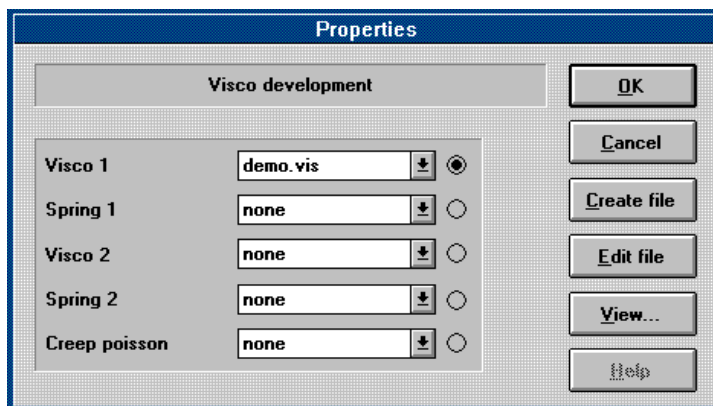 Properties
Visco development
Visco 1 demo.vis
Spring 1 none
Visco 2 none
Spring 2 none
Creep poisson none
OK
Cancel
Create file
Edit file
View...
Help